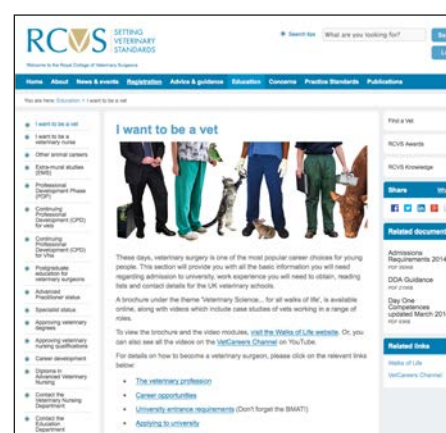 RCVS
SETTING
VETERINARY
STANDARDS
Welcome to the Royal College of Veterinary Surgeons
Search tips
What are you looking for?
Home About News & events Registration Advice & guidance Education Concerns Practice Standards Publications
You are here: Education > I want to be a vet
I want to be a vet
I want to be a
veterinary nurse
Other animal careers
Extra-mural studies
(EMS)
Professional
Development Phase
(PDP)
Continuing
Professional
Development (CPD)
for vets
Continuing
Professional
Development (CPD)
for VNs
Postgraduate
education for
veterinary surgeons
Advanced
Practitioner status
Specialist status
Approving veterinary
degrees
Approving veterinary
nursing qualifications
Career development
Diploma in
Advanced Veterinary
Nursing
Contact the
Veterinary Nursing
Department
Contact the
Education
Department
I want to be a vet
These days, veterinary surgery is one of the most popular career choices for young
people. This section will provide you with all the basic information you will need
regarding admission to university, work experience you will need to obtain, reading
lists and contact details for the UK veterinary schools.
A brochure under the theme 'Veterinary Science... for all walks of life', is available
online, along with videos which include case studies of vets working in a range of
roles.
To view the brochure and the video modules, visit the Walks of Life website. Or, you
can also see all the videos on the VetCareers Channel on YouTube.
For details on how to become a veterinary surgeon, please click on the relevant links
below:
The veterinary profession
Career opportunities
University entrance requirements (Don't forget the BMAT!)
Applying to university
Find a Vet
RCVS Awards
RCVS Knowledge
Share
Related document
Admissions
Requirements 2014
DDA Guidance
Day One
Competences
updated March 201
Related links
Walks of Life
VetCareers Channel